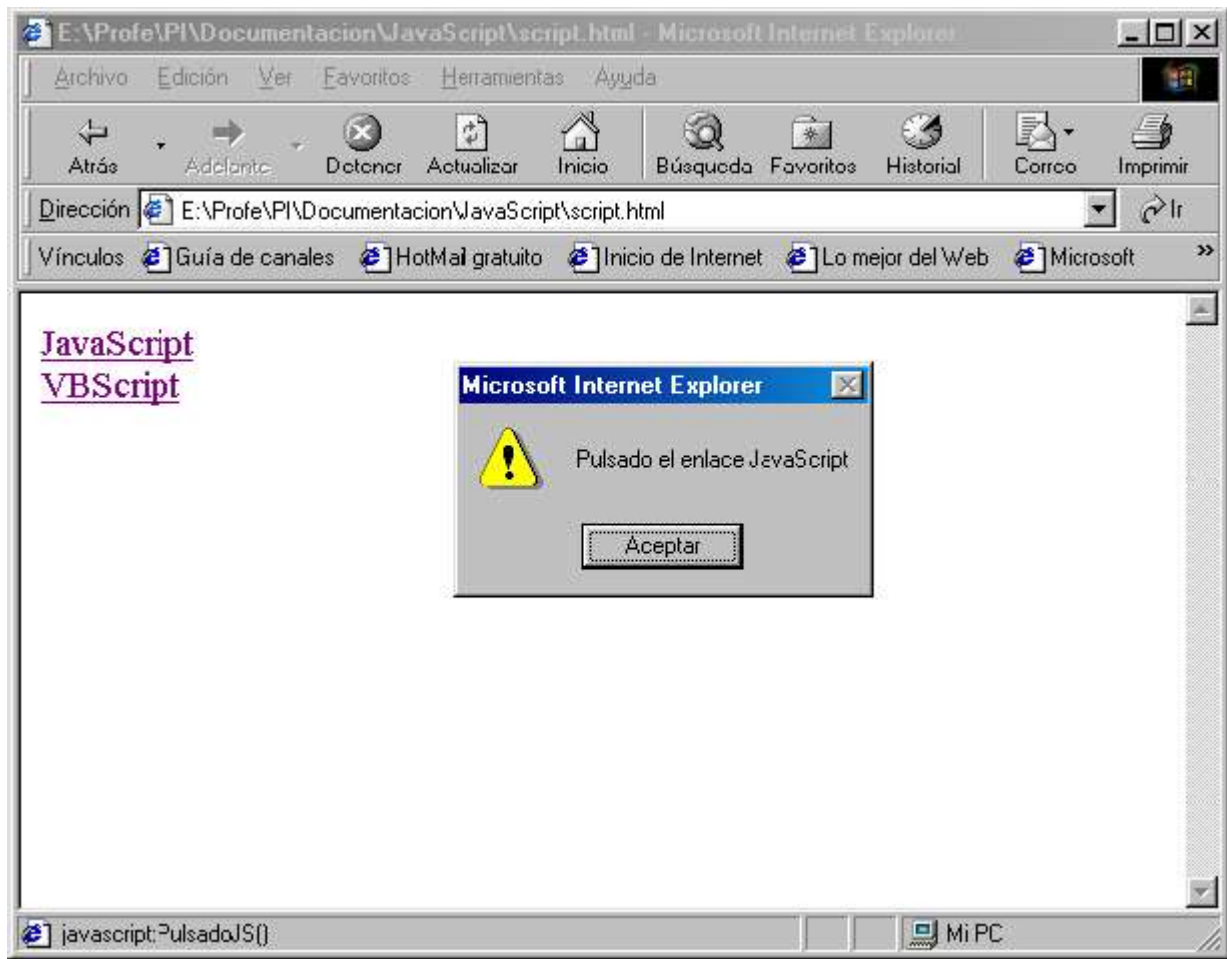 E:\Profe\PI\Documentacion\JavaScript\script.html - Microsoft Internet Explorer
Archivo Edición Ver Favoritos Herramientas Ayuda
Atrás Adelante Detener Actualizar Inicio Búsqueda Favoritos Historial Correo Imprimir
Dirección E:\Profe\PI\Documentacion\JavaScript\script.html Ir
Vínculos Guía de canales HotMail gratuito Inicio de Internet Lo mejor del Web Microsoft »
JavaScript
VBScript
Microsoft Internet Explorer
Pulsado el enlace JavaScript
Aceptar
javascript:PulsadoJS() Mi PC